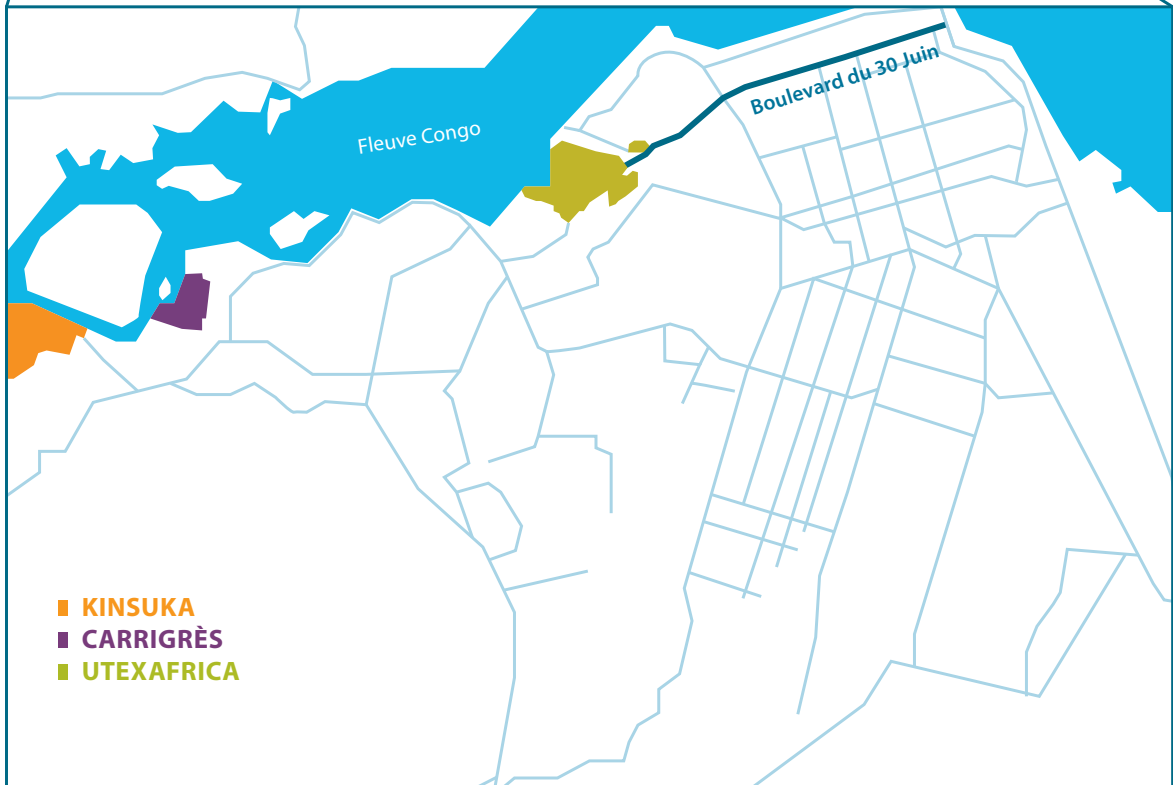 Boulevard du 30 Juin
Fleuve Congo
KINSUKA
CARRIGRÈS
UTEXAFRICA